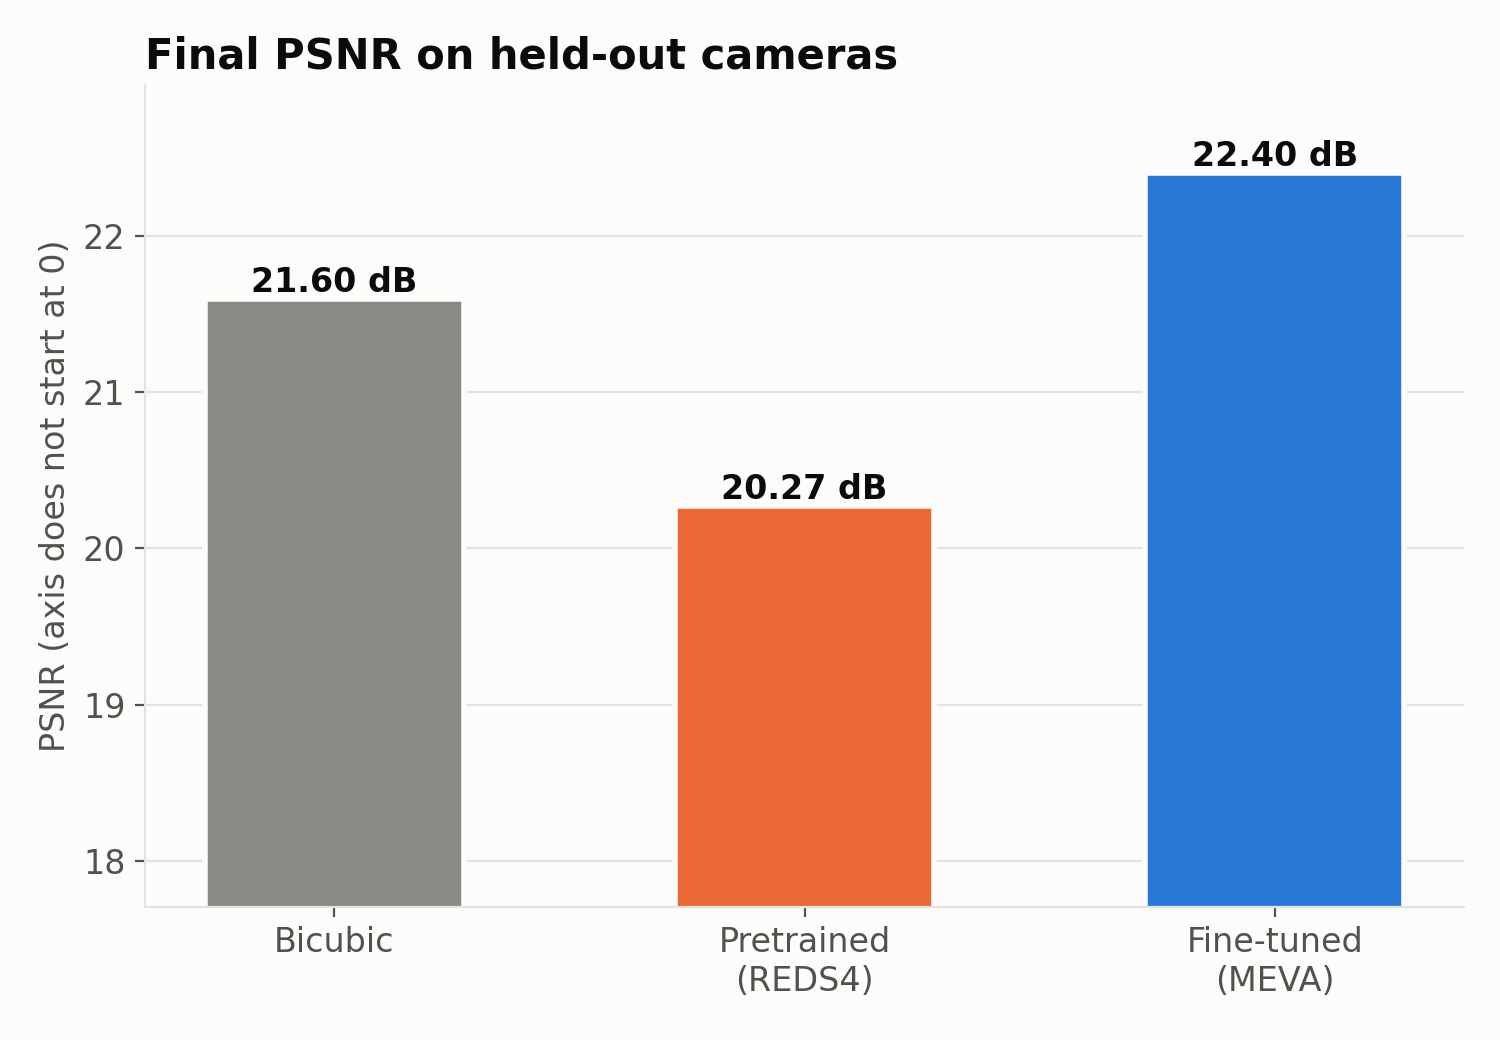 Final PSNR on held-out cameras
PSNR (axis does not start at 0)
22
21
20
19
18
21.60 dB
20.27 dB
22.40 dB
Bicubic
Pretrained
(REDS4)
Fine-tuned
(MEVA)